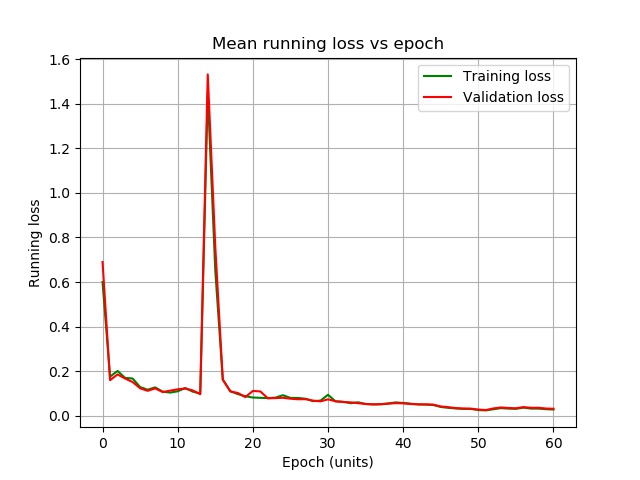 Mean running loss vs epoch
Training loss
Validation loss
Running loss
1.6
1.4
1.2
1.0
0.8
0.6
0.4
0.2
0.0
0 10 20 30 40 50 60
Epoch (units)